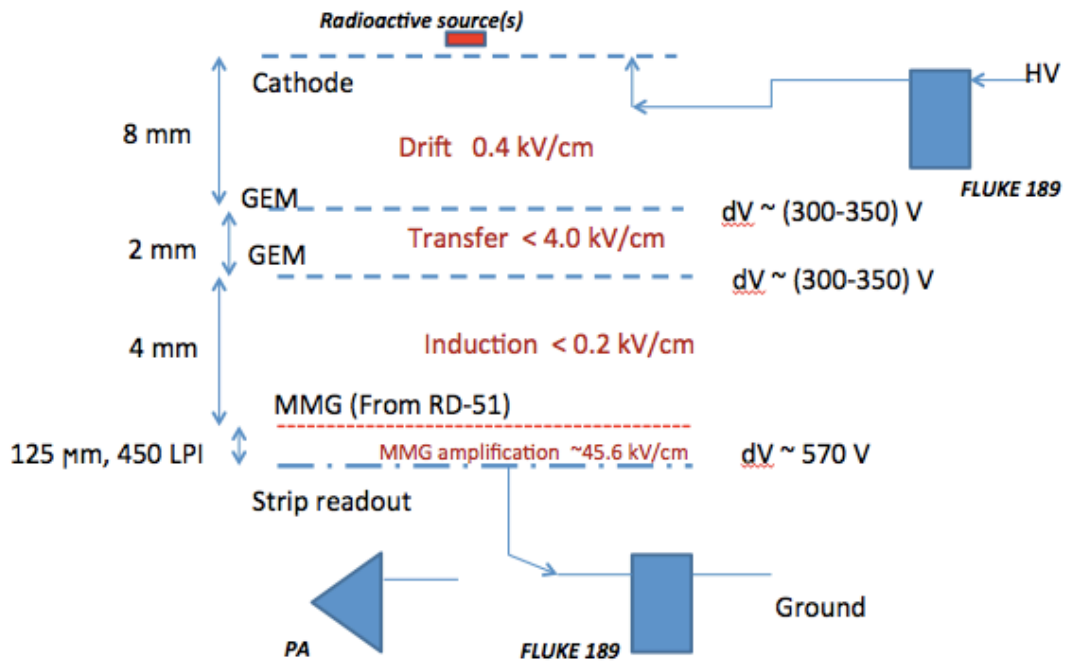 Radioactive source(s)
Cathode
HV
8 mm
Drift 0.4 kV/cm
FLUKE 189
GEM
dV ~ (300-350) V
Transfer < 4.0 kV/cm
2 mm
GEM
dV ~ (300-350) V
4 mm
Induction < 0.2 kV/cm
MMG (From RD-51)
125 μm, 450 LPI
MMG amplification ~45.6 kV/cm
dV ~ 570 V
Strip readout
Ground
PA
FLUKE 189